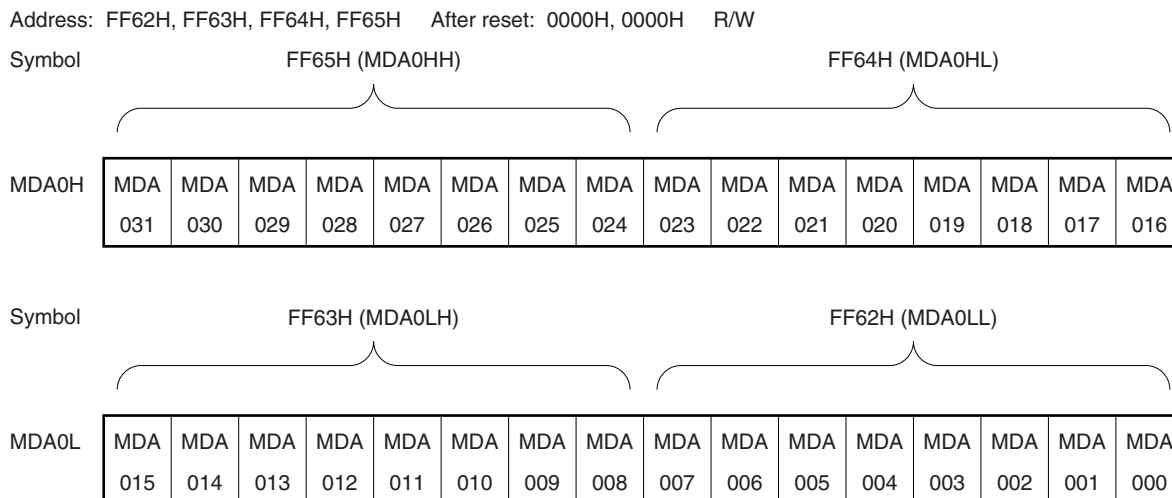 Address: FF62H, FF63H, FF64H, FF65H After reset: 0000H, 0000H R/W
Symbol FF65H (MDA0HH) FF64H (MDA0HL)
MDA0H MDA MDA MDA MDA MDA MDA MDA MDA MDA MDA MDA MDA MDA MDA MDA MDA
031 030 029 028 027 026 025 024 023 022 021 020 019 018 017 016
Symbol FF63H (MDA0LH) FF62H (MDA0LL)
MDA0L MDA MDA MDA MDA MDA MDA MDA MDA MDA MDA MDA MDA MDA MDA MDA MDA
015 014 013 012 011 010 009 008 007 006 005 004 003 002 001 000